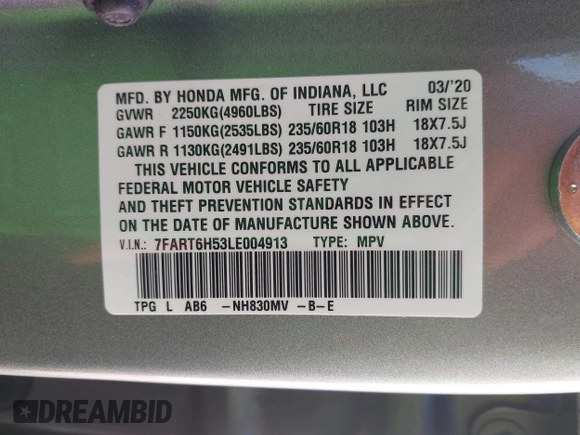 MFD. BY HONDA MFG. OF INDIANA, LLC 03/'20
GVWR 2250KG(4960LBS) TIRE SIZE RIM SIZE
GAWR F 1150KG(2535LBS) 235/60R18 103H 18X7.5J
GAWR R 1130KG(2491LBS) 235/60R18 103H 18X7.5J
THIS VEHICLE CONFORMS TO ALL APPLICABLE
FEDERAL MOTOR VEHICLE SAFETY
AND THEFT PREVENTION STANDARDS IN EFFECT
ON THE DATE OF MANUFACTURE SHOWN ABOVE.
V.I.N.: 7FART6H53LE004913 TYPE: MPV
TPG L AB6 -NH830MV -B-E
DREAMBID